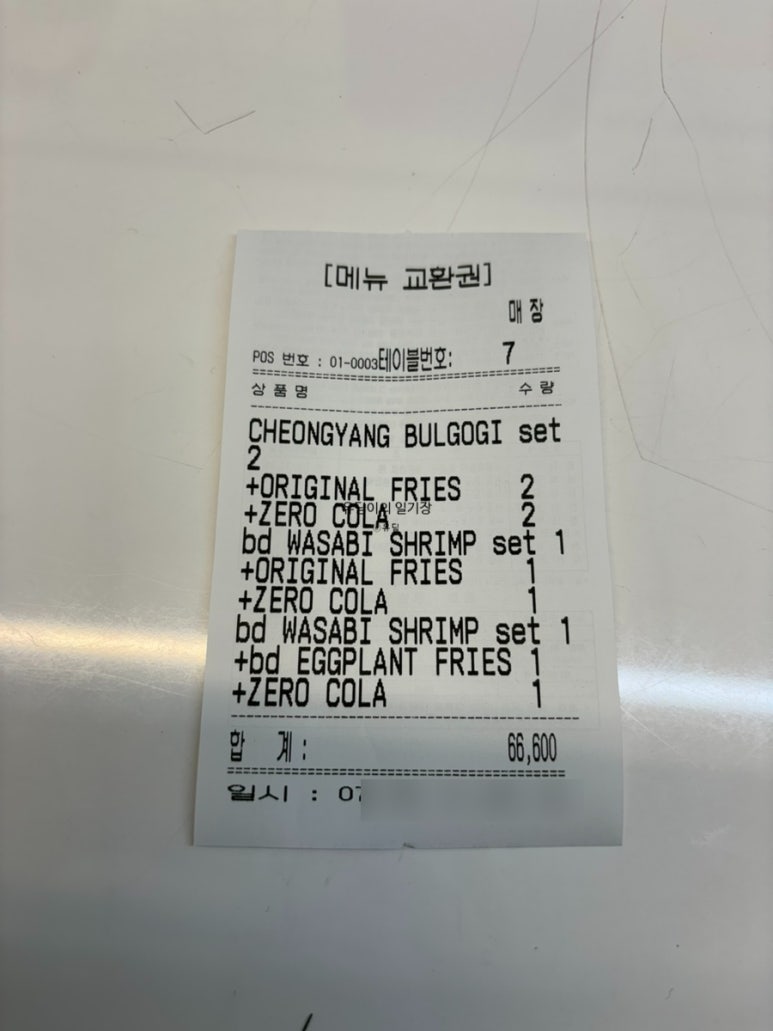 [메뉴 교환권]
매장
POS 번호 : 01-0003테이블번호: 7
상품명 수량
CHEONGYANG BULGOGI set
2
+ORIGINAL FRIES 2
+ZERO COLA 2
bd WASABI SHRIMP set 1
+ORIGINAL FRIES 1
+ZERO COLA 1
bd WASABI SHRIMP set 1
+bd EGGPLANT FRIES 1
+ZERO COLA 1
합 계: 66,600
일시 : 07